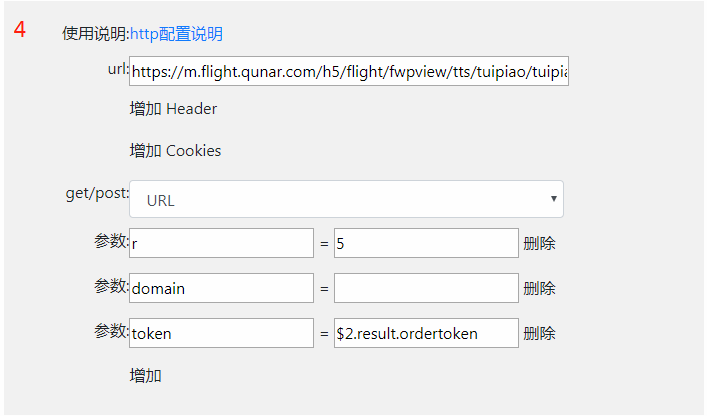 4 使用说明:http配置说明
url: https://m.flight.qunar.com/h5/flight/fwpview/tts/tuipiao/tuipia
增加 Header
增加 Cookies
get/post: URL
参数: r = 5 删除
参数: domain = 删除
参数: token = $2.result.ordertoken 删除
增加